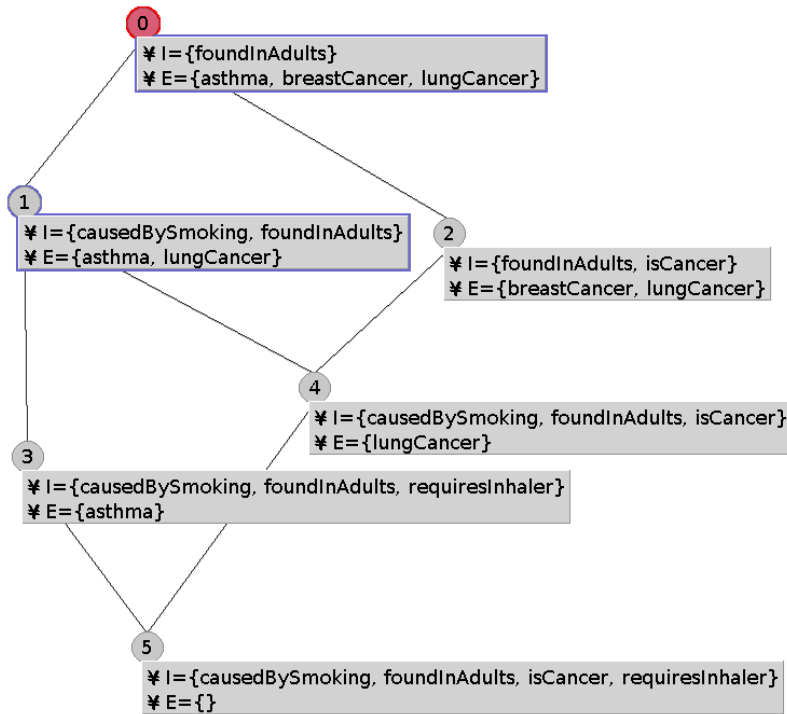 0
¥ I={foundInAdults}
¥ E={asthma, breastCancer, lungCancer}
1
¥ I={causedBySmoking, foundInAdults}
¥ E={asthma, lungCancer}
2
¥ I={foundInAdults, isCancer}
¥ E={breastCancer, lungCancer}
4
¥ I={causedBySmoking, foundInAdults, isCancer}
¥ E={lungCancer}
3
¥ I={causedBySmoking, foundInAdults, requiresInhaler}
¥ E={asthma}
5
¥ I={causedBySmoking, foundInAdults, isCancer, requiresInhaler}
¥ E={}